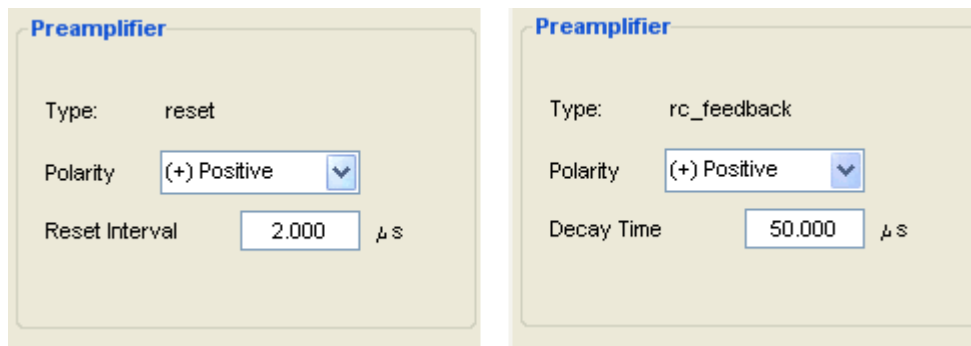 Preamplifier
Type: reset
Polarity (+) Positive
Reset Interval 2.000 µs
Preamplifier
Type: rc_feedback
Polarity (+) Positive
Decay Time 50.000 µs